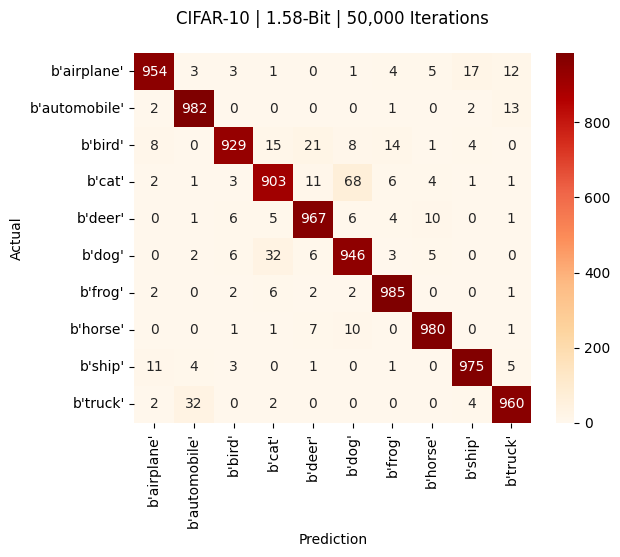 CIFAR-10 | 1.58-Bit | 50,000 Iterations
b'airplane' 954 3 3 1 0 1 4 5 17 12
b'automobile' 2 982 0 0 0 0 1 0 2 13
b'bird' 8 0 929 15 21 8 14 1 4 0
b'cat' 2 1 3 903 11 68 6 4 1 1
b'deer' 0 1 6 5 967 6 4 10 0 1
b'dog' 0 2 6 32 6 946 3 5 0 0
b'frog' 2 0 2 6 2 2 985 0 0 1
b'horse' 0 0 1 1 7 10 0 980 0 1
b'ship' 11 4 3 0 1 0 1 0 975 5
b'truck' 2 32 0 2 0 0 0 0 4 960
b'airplane' b'automobile' b'bird' b'cat' b'deer' b'dog' b'frog' b'horse' b'ship' b'truck'
Prediction
Actual
800
600
400
200
0